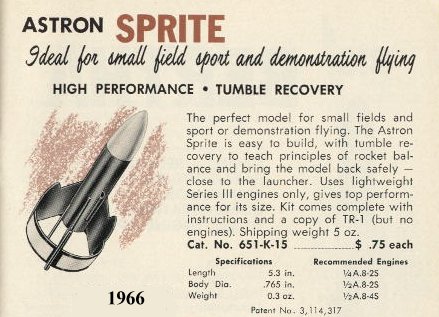 ASTRON SPRITE
Ideal for small field sport and demonstration flying
HIGH PERFORMANCE • TUMBLE RECOVERY
The perfect model for small fields and
sport or demonstration flying. The Astron
Sprite is easy to build, with tumble re-
covery to teach principles of rocket bal-
ance and bring the model back safely —
close to the launcher. Uses lightweight
Series III engines only, gives top perform-
ance for its size. Kit comes complete with
instructions and a copy of TR-1 (but no
engines). Shipping weight 5 oz.
Cat. No. 651-K-15 .............. $ .75 each
Specifications Recommended Engines
Length 5.3 in. ¼A.8-2S
Body Dia. .765 in. ½A.8-2S
Weight 0.3 oz. ½A.8-4S
1966
Patent No. 3,114,317